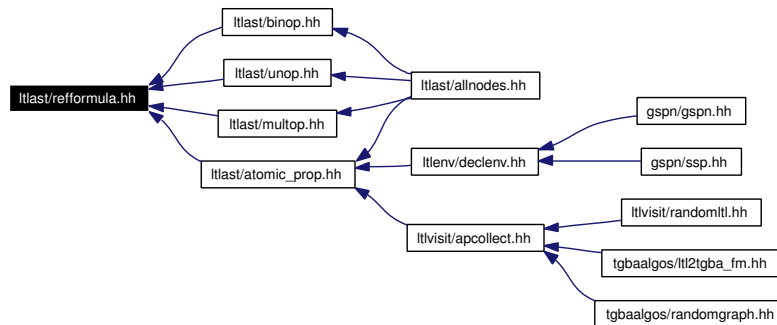 ltlast/binop.hh
ltlast/unop.hh
ltlast/allnodes.hh
ltlast/refformula.hh
gspn/gspn.hh
ltlast/multop.hh
ltlenv/declenv.hh
gspn/ssp.hh
ltlast/atomic_prop.hh
ltlvisit/randomltl.hh
ltlvisit/apcollect.hh
tgbaalgos/ltl2tgba_fm.hh
tgbaalgos/randomgraph.hh